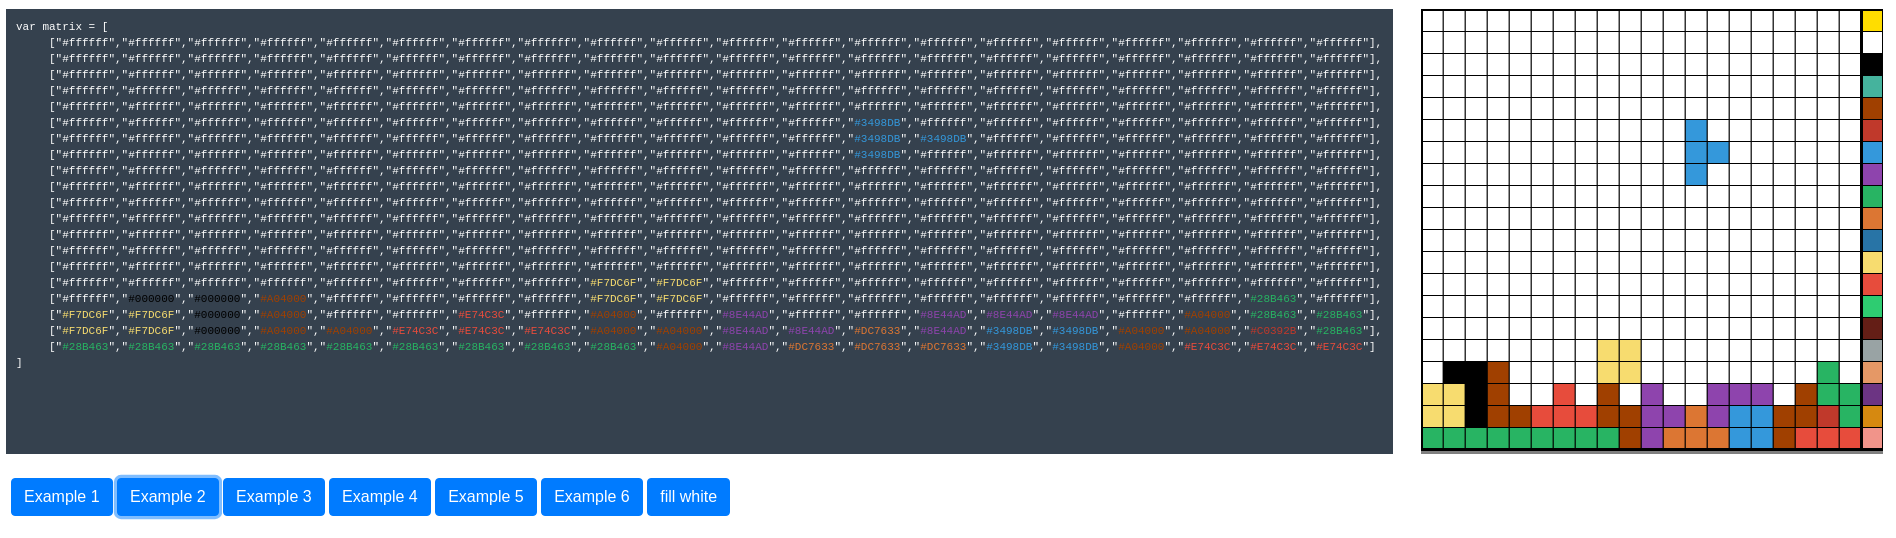 var matrix = [
["#ffffff","#ffffff","#ffffff","#ffffff","#ffffff","#ffffff","#ffffff","#ffffff","#ffffff","#ffffff","#ffffff","#ffffff","#ffffff","#ffffff","#ffffff","#ffffff","#ffffff","#ffffff","#ffffff","#ffffff"],
["#ffffff","#ffffff","#ffffff","#ffffff","#ffffff","#ffffff","#ffffff","#ffffff","#ffffff","#ffffff","#ffffff","#ffffff","#ffffff","#ffffff","#ffffff","#ffffff","#ffffff","#ffffff","#ffffff","#ffffff"],
["#ffffff","#ffffff","#ffffff","#ffffff","#ffffff","#ffffff","#ffffff","#ffffff","#ffffff","#ffffff","#ffffff","#ffffff","#ffffff","#ffffff","#ffffff","#ffffff","#ffffff","#ffffff","#ffffff","#ffffff"],
["#ffffff","#ffffff","#ffffff","#ffffff","#ffffff","#ffffff","#ffffff","#ffffff","#ffffff","#ffffff","#ffffff","#ffffff","#ffffff","#ffffff","#ffffff","#ffffff","#ffffff","#ffffff","#ffffff","#ffffff"],
["#ffffff","#ffffff","#ffffff","#ffffff","#ffffff","#ffffff","#ffffff","#ffffff","#ffffff","#ffffff","#ffffff","#ffffff","#ffffff","#ffffff","#ffffff","#ffffff","#ffffff","#ffffff","#ffffff","#ffffff"],
["#ffffff","#ffffff","#ffffff","#ffffff","#ffffff","#ffffff","#ffffff","#ffffff","#ffffff","#ffffff","#ffffff","#ffffff","#3498DB","#ffffff","#ffffff","#ffffff","#ffffff","#ffffff","#ffffff","#ffffff"],
["#ffffff","#ffffff","#ffffff","#ffffff","#ffffff","#ffffff","#ffffff","#ffffff","#ffffff","#ffffff","#ffffff","#ffffff","#3498DB","#3498DB","#ffffff","#ffffff","#ffffff","#ffffff","#ffffff","#ffffff"],
["#ffffff","#ffffff","#ffffff","#ffffff","#ffffff","#ffffff","#ffffff","#ffffff","#ffffff","#ffffff","#ffffff","#ffffff","#3498DB","#ffffff","#ffffff","#ffffff","#ffffff","#ffffff","#ffffff","#ffffff"],
["#ffffff","#ffffff","#ffffff","#ffffff","#ffffff","#ffffff","#ffffff","#ffffff","#ffffff","#ffffff","#ffffff","#ffffff","#ffffff","#ffffff","#ffffff","#ffffff","#ffffff","#ffffff","#ffffff","#ffffff"],
["#ffffff","#ffffff","#ffffff","#ffffff","#ffffff","#ffffff","#ffffff","#ffffff","#ffffff","#ffffff","#ffffff","#ffffff","#ffffff","#ffffff","#ffffff","#ffffff","#ffffff","#ffffff","#ffffff","#ffffff"],
["#ffffff","#ffffff","#ffffff","#ffffff","#ffffff","#ffffff","#ffffff","#ffffff","#ffffff","#ffffff","#ffffff","#ffffff","#ffffff","#ffffff","#ffffff","#ffffff","#ffffff","#ffffff","#ffffff","#ffffff"],
["#ffffff","#ffffff","#ffffff","#ffffff","#ffffff","#ffffff","#ffffff","#ffffff","#ffffff","#ffffff","#ffffff","#ffffff","#ffffff","#ffffff","#ffffff","#ffffff","#ffffff","#ffffff","#ffffff","#ffffff"],
["#ffffff","#ffffff","#ffffff","#ffffff","#ffffff","#ffffff","#ffffff","#ffffff","#ffffff","#ffffff","#ffffff","#ffffff","#ffffff","#ffffff","#ffffff","#ffffff","#ffffff","#ffffff","#ffffff","#ffffff"],
["#ffffff","#ffffff","#ffffff","#ffffff","#ffffff","#ffffff","#ffffff","#ffffff","#ffffff","#ffffff","#ffffff","#ffffff","#ffffff","#ffffff","#ffffff","#ffffff","#ffffff","#ffffff","#ffffff","#ffffff"],
["#ffffff","#ffffff","#ffffff","#ffffff","#ffffff","#ffffff","#ffffff","#ffffff","#ffffff","#ffffff","#ffffff","#ffffff","#ffffff","#ffffff","#ffffff","#ffffff","#ffffff","#ffffff","#ffffff","#ffffff"],
["#ffffff","#ffffff","#ffffff","#ffffff","#ffffff","#ffffff","#ffffff","#ffffff","#F7DC6F","#F7DC6F","#ffffff","#ffffff","#ffffff","#ffffff","#ffffff","#ffffff","#ffffff","#ffffff","#ffffff","#ffffff"],
["#ffffff","#000000","#000000","#A04000","#ffffff","#ffffff","#ffffff","#ffffff","#F7DC6F","#F7DC6F","#ffffff","#ffffff","#ffffff","#ffffff","#ffffff","#ffffff","#ffffff","#ffffff","#28B463","#ffffff"],
["#F7DC6F","#F7DC6F","#000000","#A04000","#ffffff","#ffffff","#E74C3C","#ffffff","#A04000","#ffffff","#8E44AD","#ffffff","#ffffff","#8E44AD","#8E44AD","#8E44AD","#ffffff","#A04000","#28B463","#28B463"],
["#F7DC6F","#F7DC6F","#000000","#A04000","#A04000","#E74C3C","#E74C3C","#E74C3C","#A04000","#A04000","#8E44AD","#8E44AD","#DC7633","#8E44AD","#3498DB","#3498DB","#A04000","#A04000","#C0392B","#28B463"],
["#28B463","#28B463","#28B463","#28B463","#28B463","#28B463","#28B463","#28B463","#28B463","#A04000","#8E44AD","#DC7633","#DC7633","#DC7633","#3498DB","#3498DB","#A04000","#E74C3C","#E74C3C","#E74C3C"]
]
Example 1 Example 2 Example 3 Example 4 Example 5 Example 6 fill white